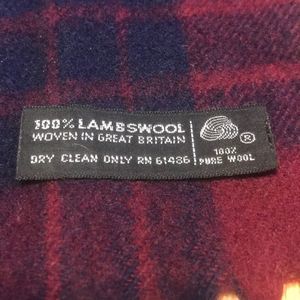 100% LAMBSWOOL
WOVEN IN GREAT BRITAIN
DRY CLEAN ONLY RN 61486
®
100%
PURE WOOL